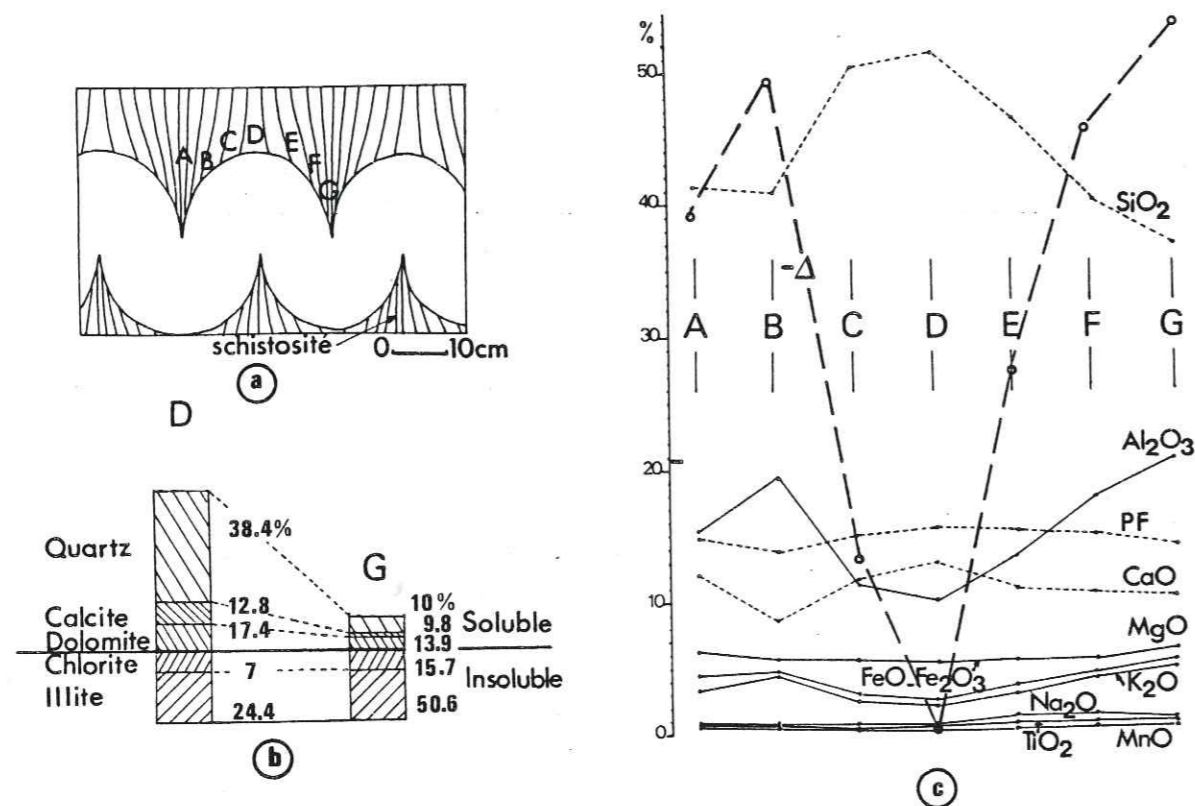 A B C D E F G
schistosité
0 10cm
a
D
G
Quartz
Calcite
Dolomite
Chlorite
Illite
38.4%
12.8
17.4
7
24.4
10%
9.8
13.9
15.7
50.6
Soluble
Insoluble
b
%
50
40
30
20
10
0
-Δ
A B C D E F G
SiO2
Al2O3
PF
CaO
MgO
FeO-Fe2O3
K2O
Na2O
TiO2
MnO
c